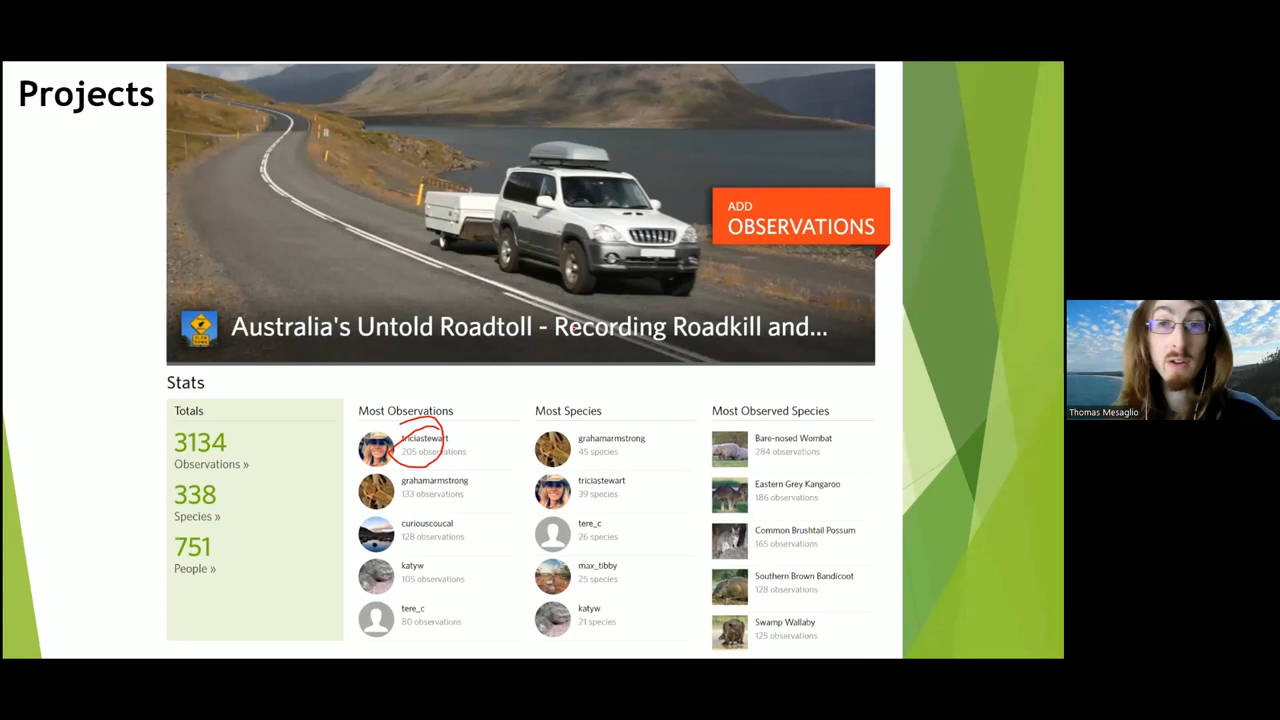 Projects
ADD
OBSERVATIONS
Australia's Untold Roadtoll - Recording Roadkill and...
Stats
Totals
3134
Observations »
338
Species »
751
People »
Most Observations
triciastewart
205 observations
grahamarmstrong
133 observations
curiouscoucal
128 observations
katyw
105 observations
tere_c
80 observations
Most Species
grahamarmstrong
45 species
triciastewart
39 species
tere_c
26 species
max_tibby
25 species
katyw
21 species
Most Observed Species
Bare-nosed Wombat
284 observations
Eastern Grey Kangaroo
186 observations
Common Brushtail Possum
165 observations
Southern Brown Bandicoot
128 observations
Swamp Wallaby
125 observations
Thomas Mesaglio